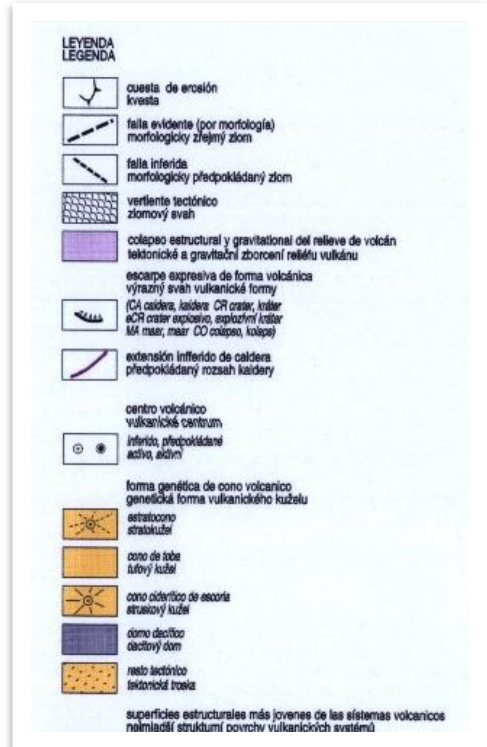 LEYENDA
LEGENDA
cuesta de erosión
kvesta
falla evidente (por morfología)
morfologicky zřejmý zlom
falla inferida
morfologicky předpokládaný zlom
vertiente tectónico
zlomový svah
colapso estructural y gravitational del relieve de volcán
tektonické a gravitační zborcení reliéfu vulkánu
escarpe expresiva de forma volcánica
výrazný svah vulkanické formy
(CA caldera, kaldera CR crater, kráter
eCR crater explosivo, explozivní kráter
MA maar, maar CO colapso, kolaps)
extensión infferido de caldera
předpokládaný rozsah kaldery
centro volcánico
vulkanické centrum
inferido, předpokládané
activo, aktivní
forma genética de cono volcanico
genetická forma vulkanického kuželu
estratocono
stratokužel
cono de toba
tufový kužel
cono ciderítico de escoria
struskový kužel
domo dacítico
dacitový dom
resto tectónico
tektonická troska
superficies estructurales más jovenes de las sístemas volcanicos
nejmladší strukturní povrchy vulkanických systémů